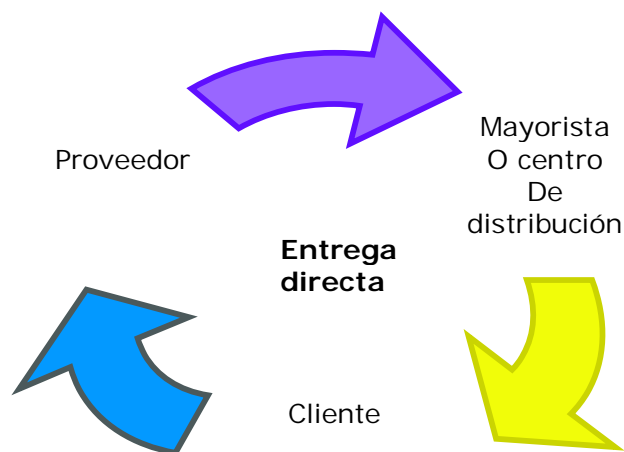 Proveedor
Mayorista
O centro
De
distribución
Entrega
directa
Cliente